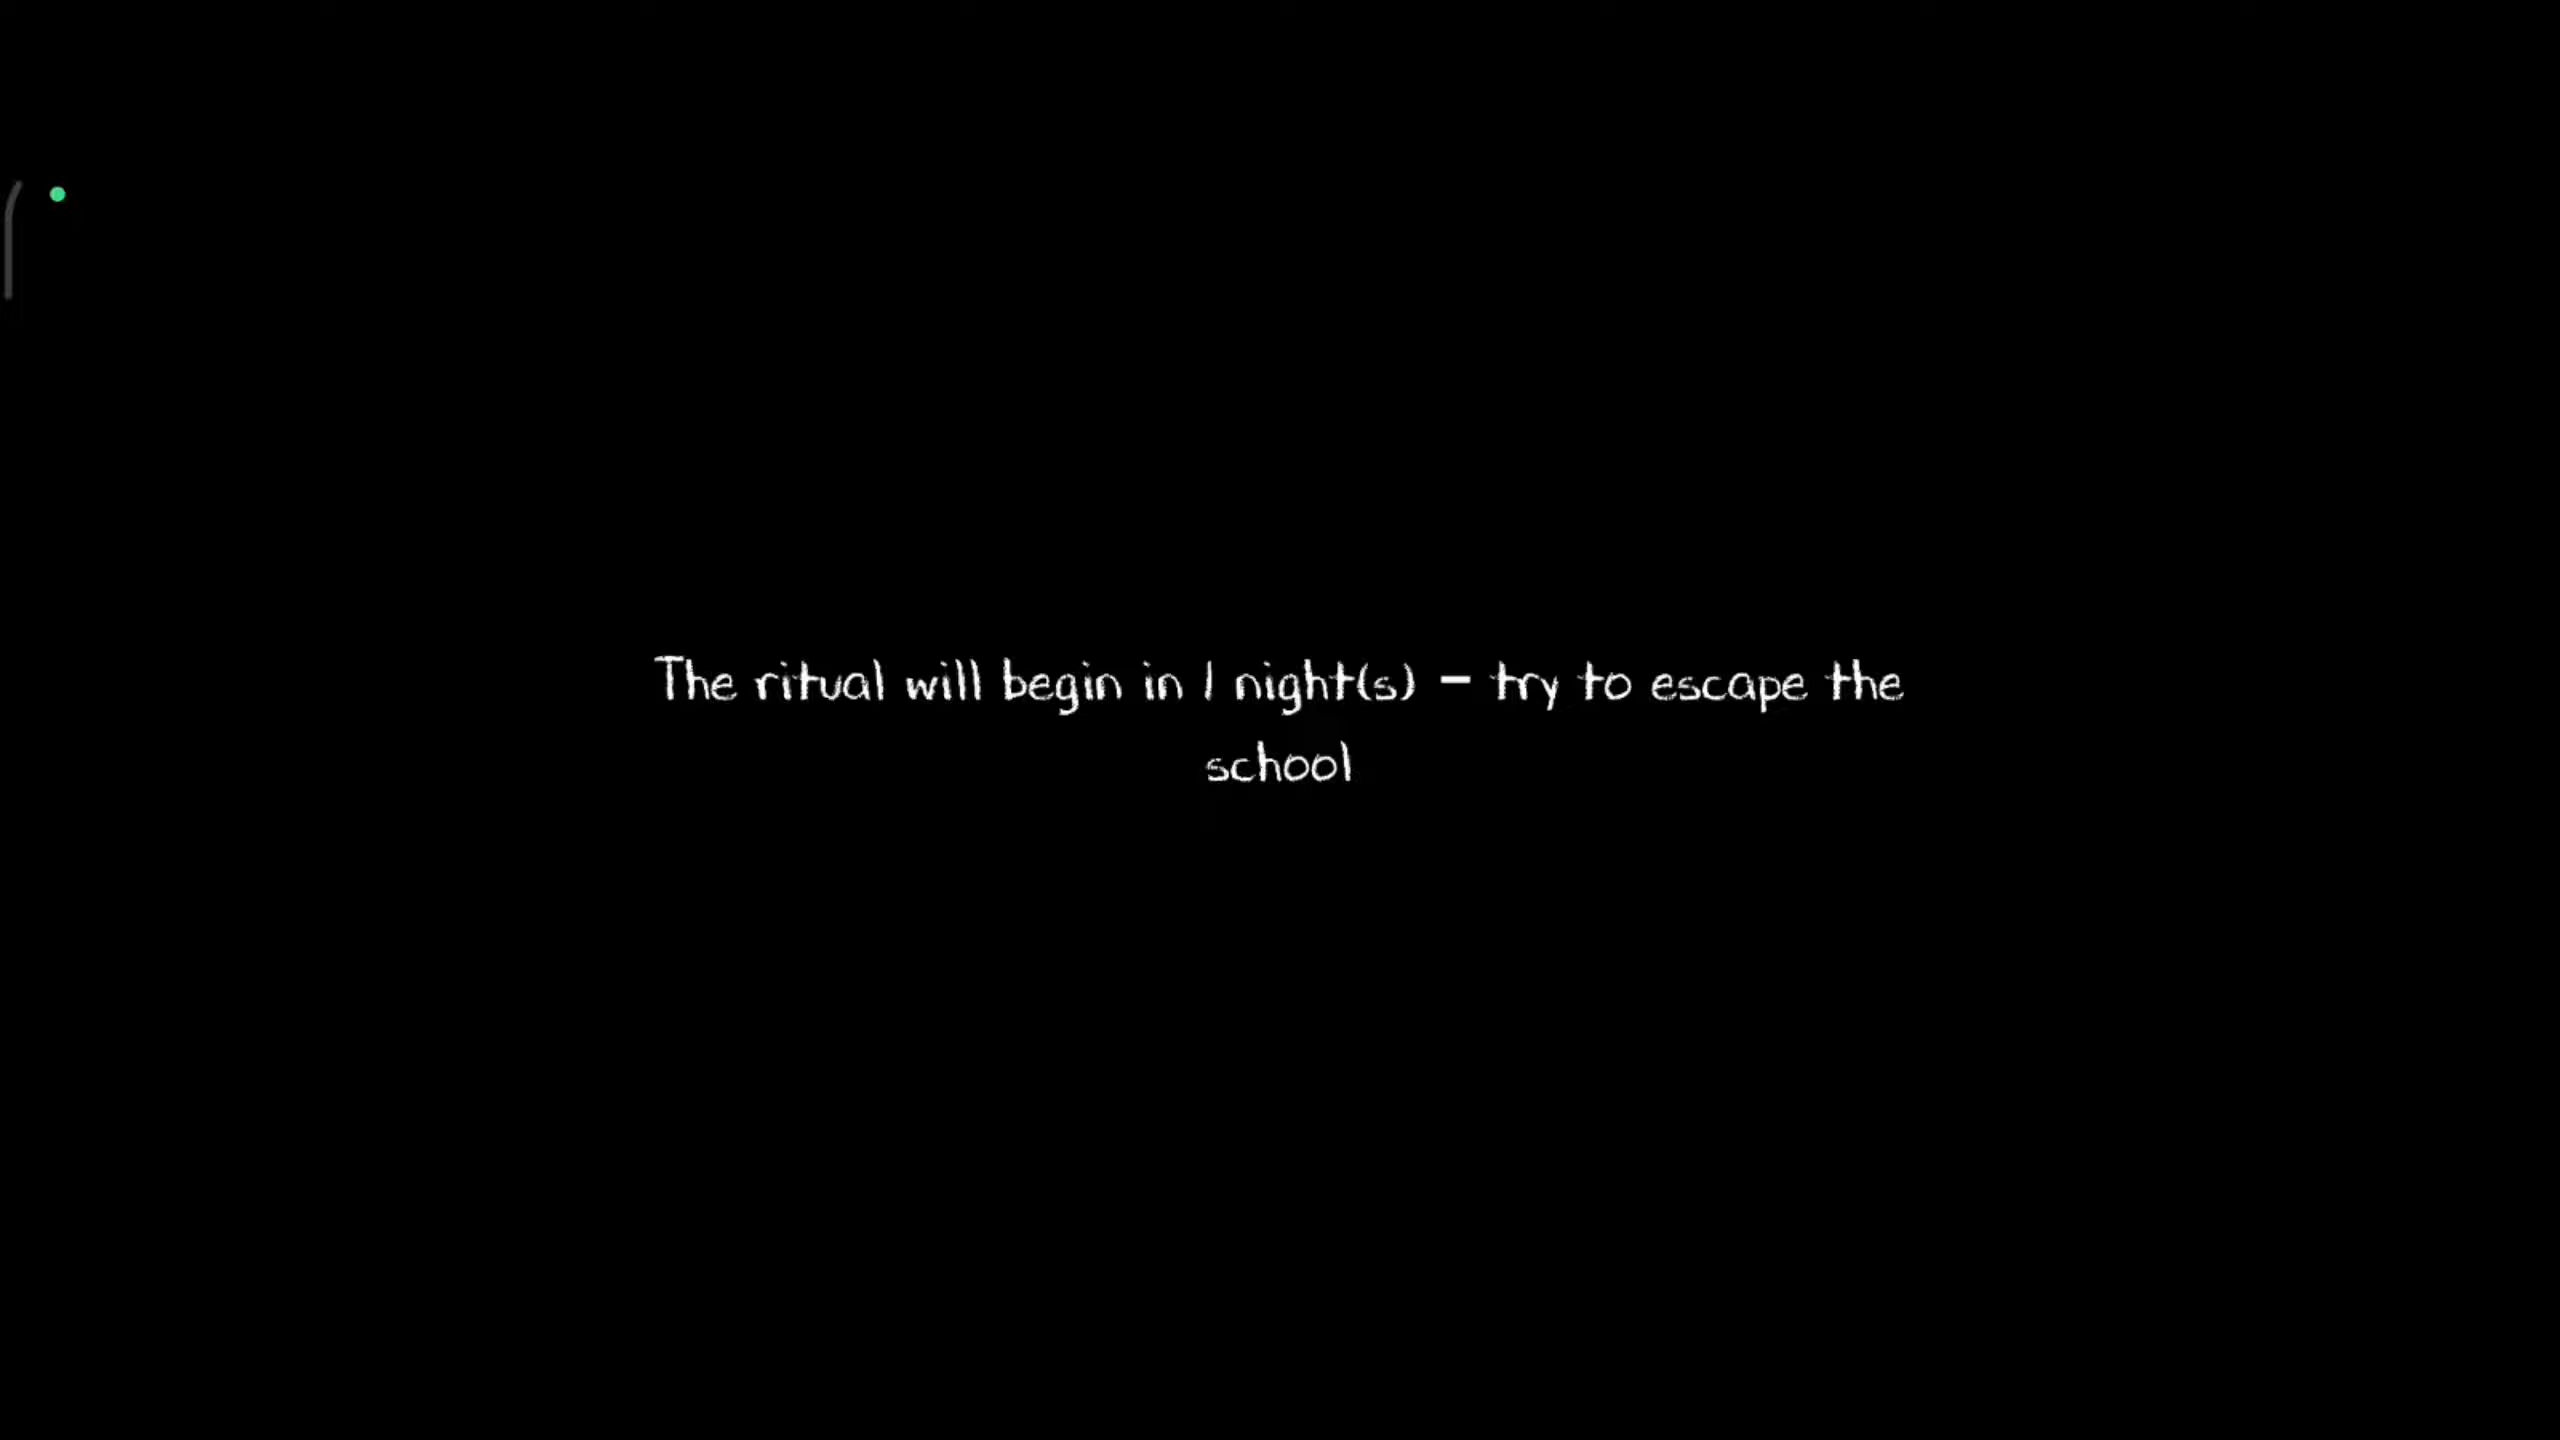 The ritual will begin in 1 night(s) - try to escape the
school